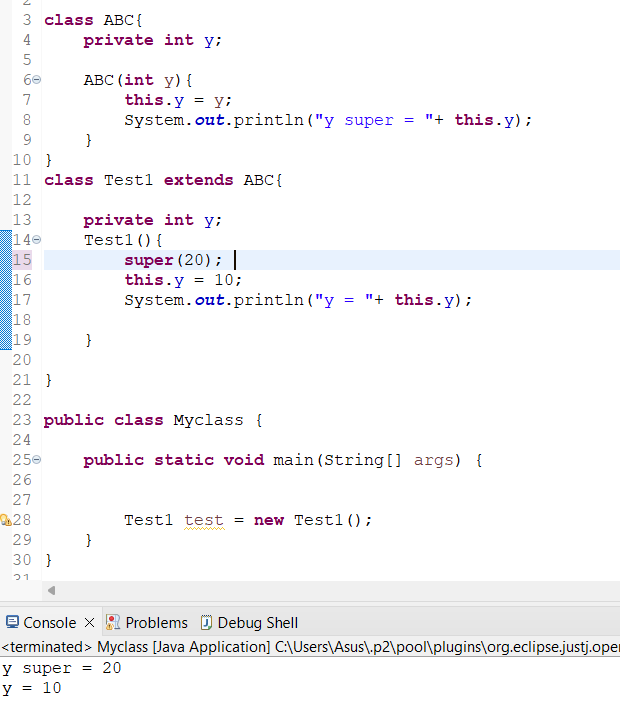 2
3 class ABC{
4 private int y;
5
6 ABC(int y){
7 this.y = y;
8 System.out.println("y super = "+ this.y);
9 }
10 }
11 class Test1 extends ABC{
12
13 private int y;
14 Test1(){
15 super(20);
16 this.y = 10;
17 System.out.println("y = "+ this.y);
18
19 }
20
21 }
22
23 public class Myclass {
24
25 public static void main(String[] args) {
26
27
28 Test1 test = new Test1();
29 }
30 }
31
Console Problems Debug Shell
<terminated> Myclass [Java Application] C:\Users\Asus\.p2\pool\plugins\org.eclipse.justj.ope
y super = 20
y = 10